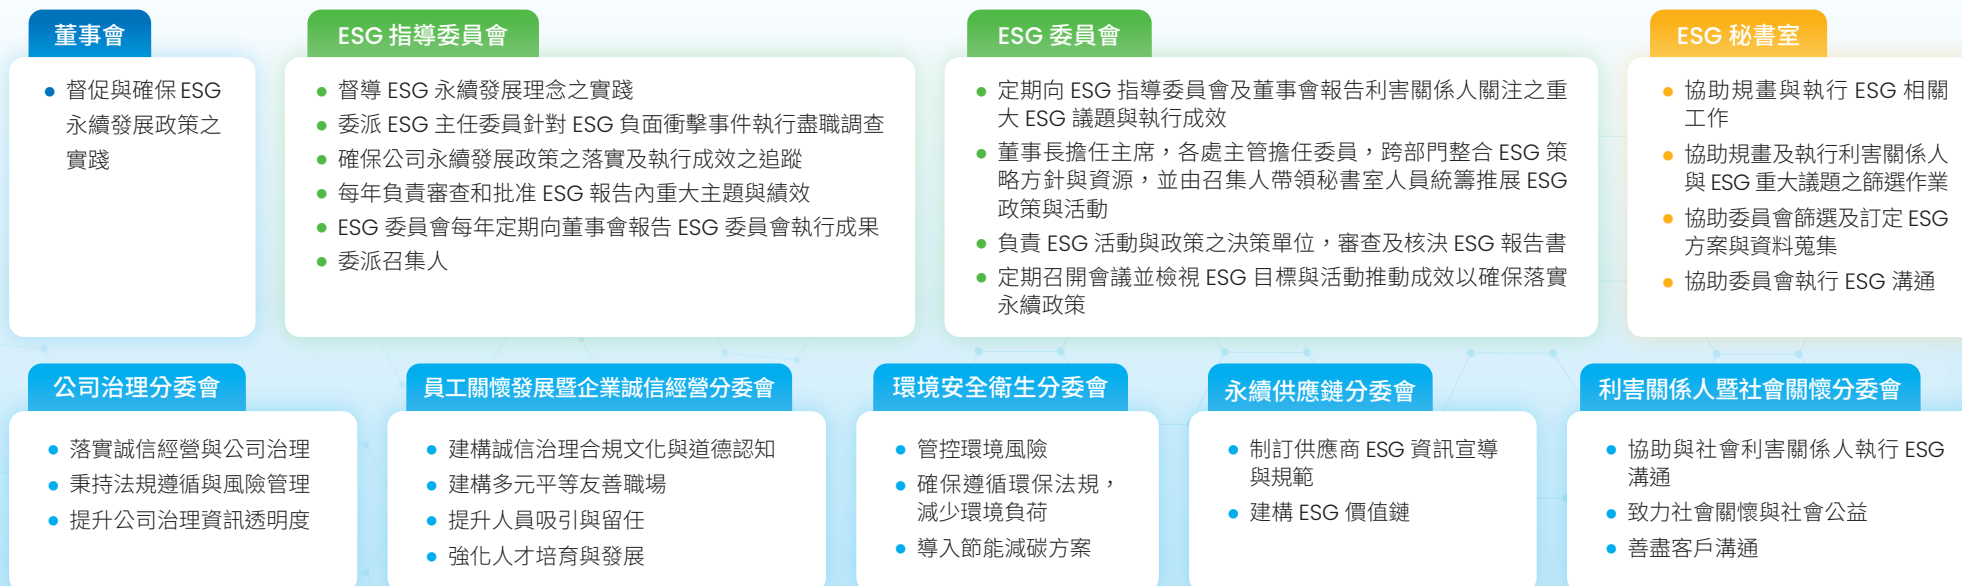 董事會
督促與確保 ESG
永續發展政策之
實踐
ESG 指導委員會
督導 ESG 永續發展理念之實踐
委派 ESG 主任委員針對 ESG 負面衝擊事件執行盡職調查
確保公司永續發展政策之落實及執行成效之追蹤
每年負責審查和批准 ESG 報告內重大主題與績效
ESG 委員會每年定期向董事會報告 ESG 委員會執行成果
委派召集人
ESG 委員會
定期向 ESG 指導委員會及董事會報告利害關係人關注之重
大 ESG 議題與執行成效
董事長擔任主席，各處主管擔任委員，跨部門整合 ESG 策
略方針與資源，並由召集人帶領秘書室人員統籌推展 ESG
政策與活動
負責 ESG 活動與政策之決策單位，審查及核決 ESG 報告書
定期召開會議並檢視 ESG 目標與活動推動成效以確保落實
永續政策
ESG 秘書室
協助規畫與執行 ESG 相關
工作
協助規畫及執行利害關係人
與 ESG 重大議題之篩選作業
協助委員會篩選及訂定 ESG
方案與資料蒐集
協助委員會執行 ESG 溝通
公司治理分委會
落實誠信經營與公司治理
秉持法規遵循與風險管理
提升公司治理資訊透明度
員工關懷發展暨企業誠信經營分委會
建構誠信治理合規文化與道德認知
建構多元平等友善職場
提升人員吸引與留任
強化人才培育與發展
環境安全衛生分委會
管控環境風險
確保遵循環保法規，
減少環境負荷
導入節能減碳方案
永續供應鏈分委會
制訂供應商 ESG 資訊宣導
與規範
建構 ESG 價值鏈
利害關係人暨社會關懷分委會
協助與社會利害關係人執行 ESG
溝通
致力社會關懷與社會公益
善盡客戶溝通